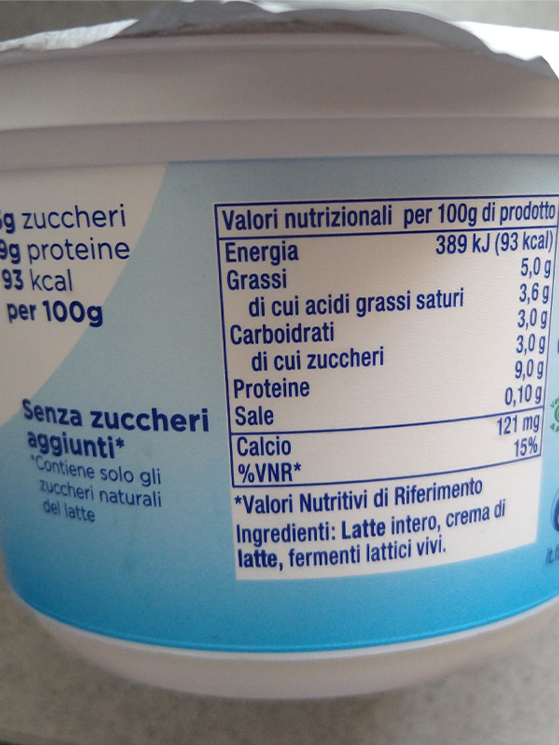 g zuccheri
9g proteine
93 kcal
per 100g
Senza zuccheri
aggiunti*
*Contiene solo gli
zuccheri naturali
del latte
Valori nutrizionali per 100g di prodotto
Energia 389 kJ (93 kcal)
Grassi 5,0 g
di cui acidi grassi saturi 3,6 g
Carboidrati 3,0 g
di cui zuccheri 3,0 g
Proteine 9,0 g
Sale 0,10 g
Calcio 121 mg
%VNR* 15%
*Valori Nutritivi di Riferimento
Ingredienti: Latte intero, crema di
latte, fermenti lattici vivi.